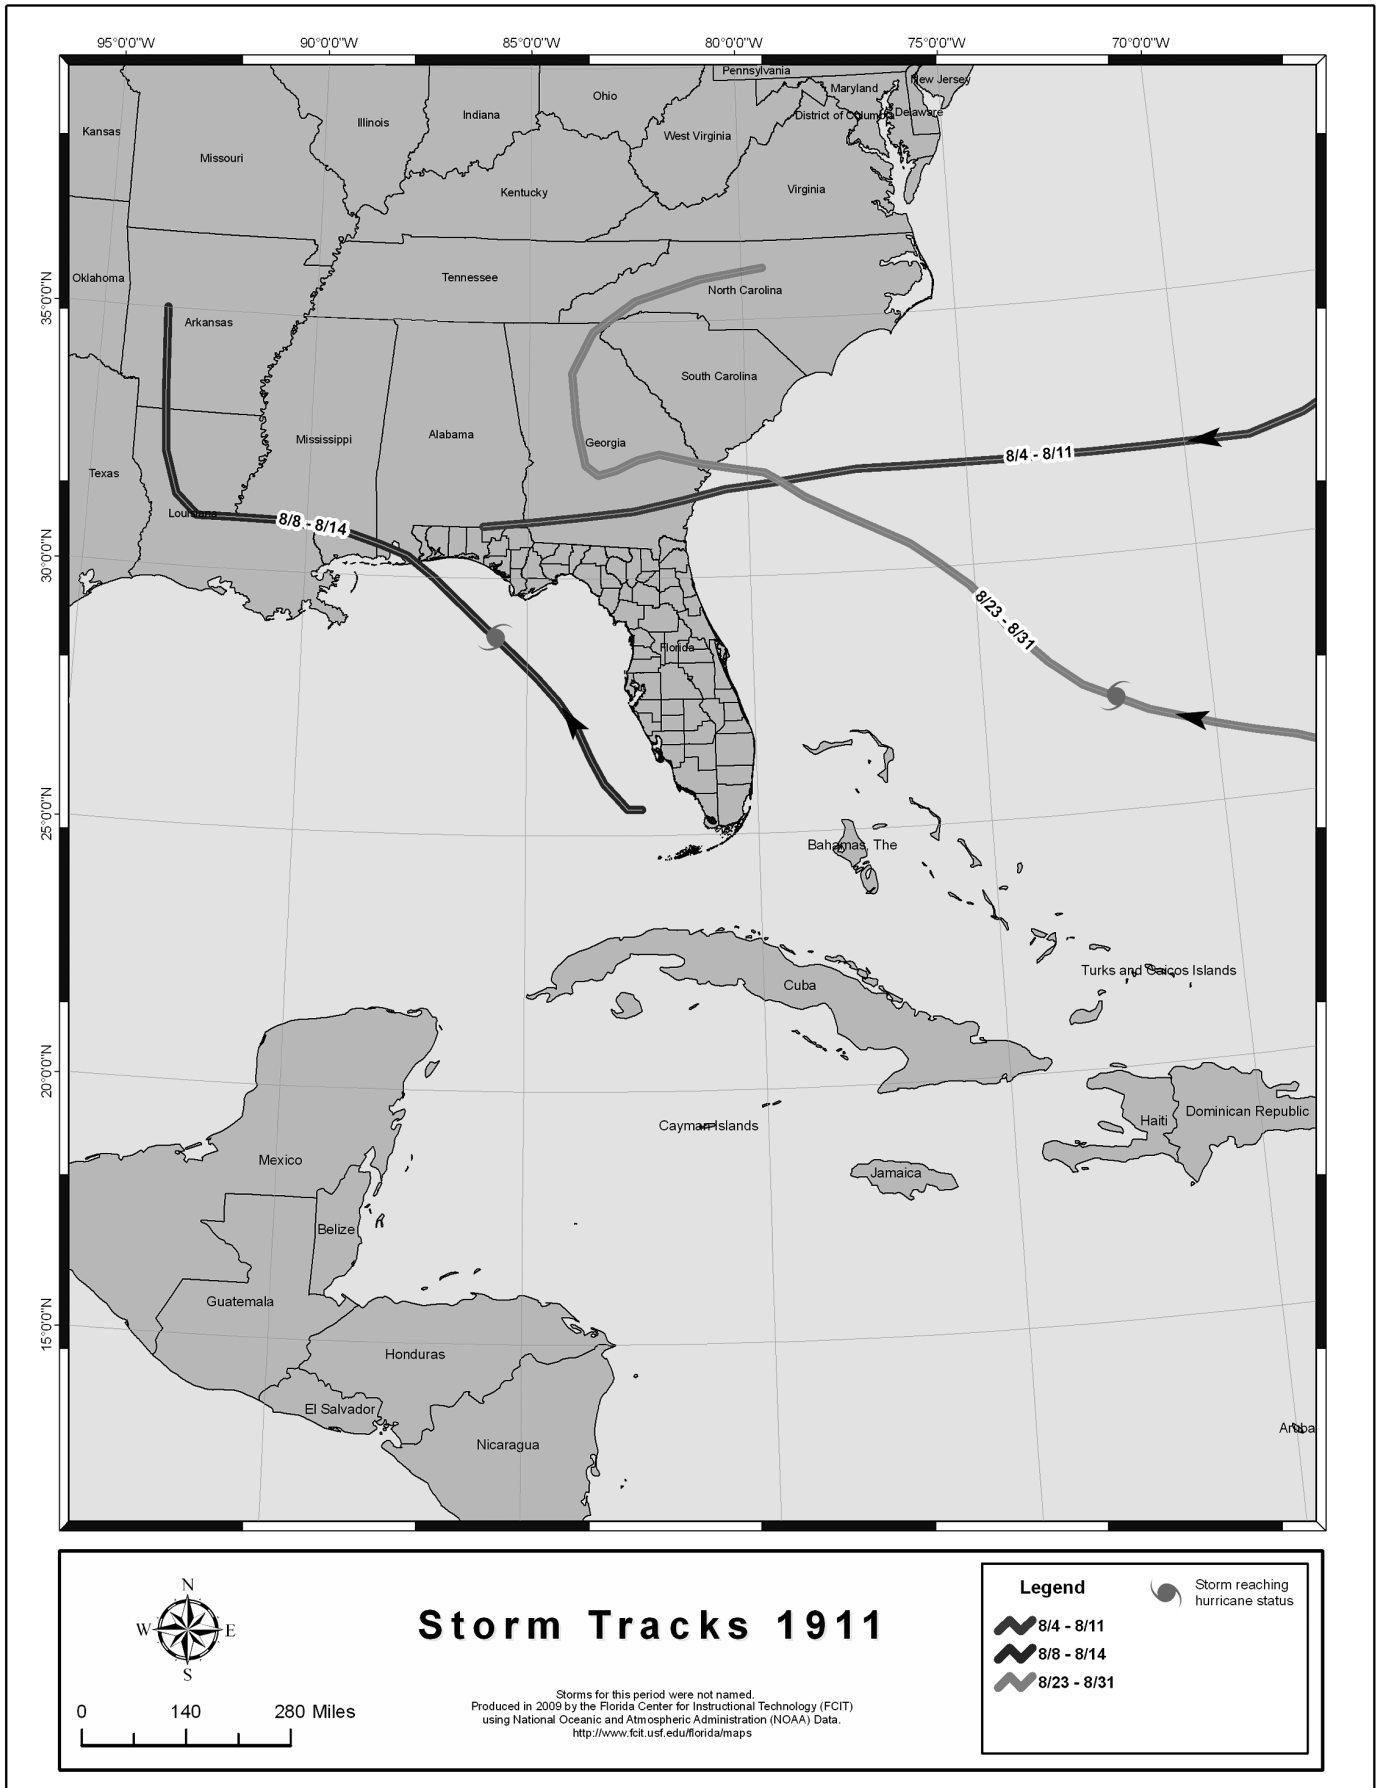 95°0'0"W
90°0'0"W
85°0'0"W
80°0'0"W
75°0'0"W
70°0'0"W
Pennsylvania
New Jersey
Maryland
Ohio
Indiana
Illinois
District of Columbia
Delaware
Kansas
West Virginia
Missouri
Kentucky
Virginia
Oklahoma
Tennessee
North Carolina
35°0'0"N
Arkansas
South Carolina
Mississippi
Alabama
Georgia
8/4 - 8/11
Texas
Louisiana
8/8 - 8/14
30°0'0"N
8/23 - 8/31
Florida
25°0'0"N
Bahamas, The
Turks and Caicos Islands
Cuba
20°0'0"N
Dominican Republic
Haiti
Cayman Islands
Mexico
Jamaica
Belize
Guatemala
15°0'0"N
Honduras
El Salvador
Aruba
Nicaragua
N
W
E
S
0
140
280 Miles
Storm Tracks 1911
Storms for this period were not named.
Produced in 2009 by the Florida Center for Instructional Technology (FCIT)
using National Oceanic and Atmospheric Administration (NOAA) Data.
http://www.fcit.usf.edu/florida/maps
Legend
8/4 - 8/11
8/8 - 8/14
8/23 - 8/31
Storm reaching
hurricane status